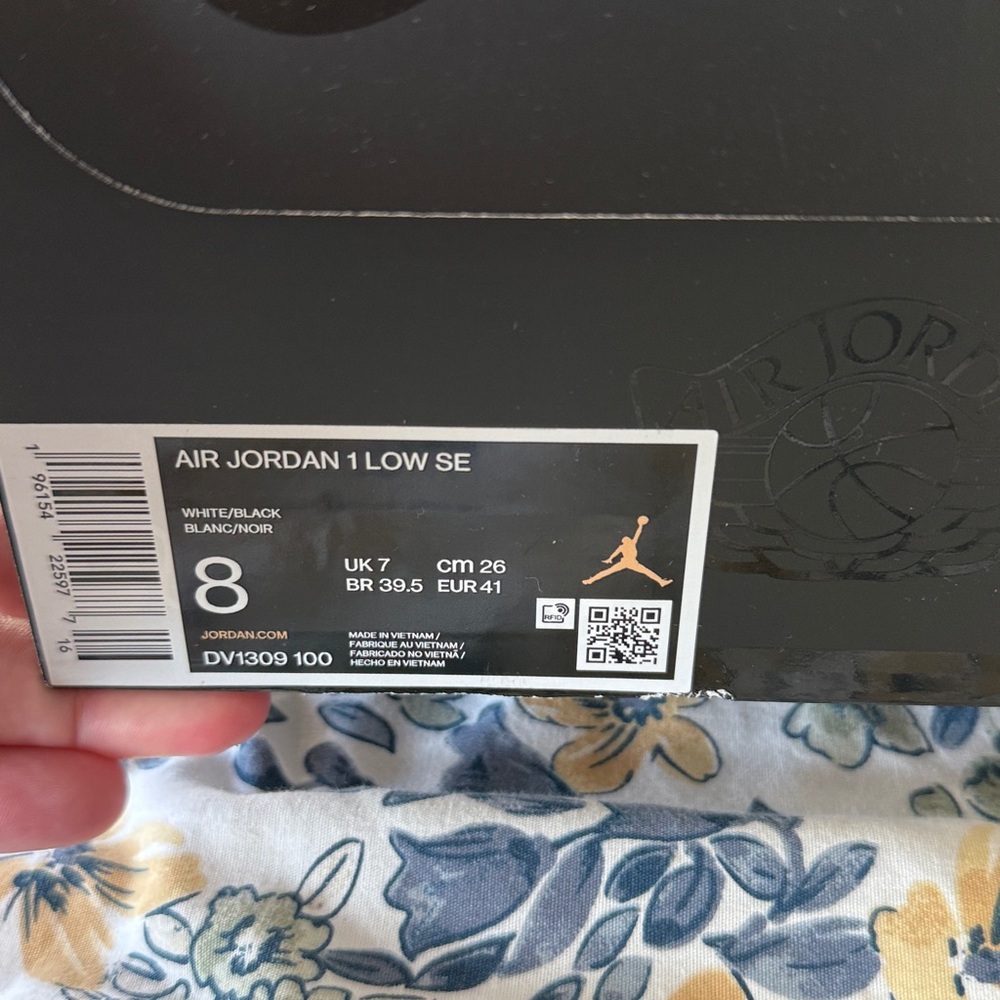 AIR JORDAN
AIR JORDAN 1 LOW SE
WHITE/BLACK
BLANC/NOIR
8
UK 7 cm 26
BR 39.5 EUR 41
JORDAN.COM
DV1309 100
MADE IN VIETNAM /
FABRIQUE AU VIETNAM /
FABRICADO NO VIETNÃ /
HECHO EN VIETNAM
RFID
1 96154 22597 7 16